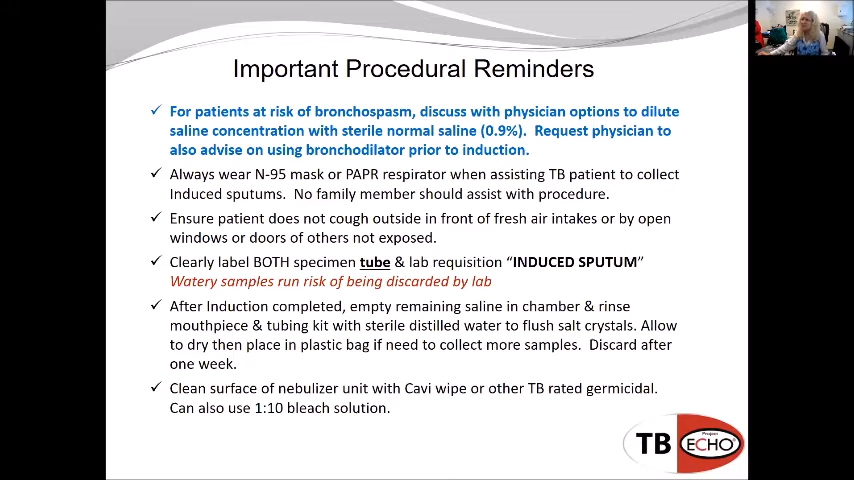 Important Procedural Reminders
For patients at risk of bronchospasm, discuss with physician options to dilute
saline concentration with sterile normal saline (0.9%). Request physician to
also advise on using bronchodilator prior to induction.
Always wear N-95 mask or PAPR respirator when assisting TB patient to collect
Induced sputums. No family member should assist with procedure.
Ensure patient does not cough outside in front of fresh air intakes or by open
windows or doors of others not exposed.
Clearly label BOTH specimen tube & lab requisition “INDUCED SPUTUM”
Watery samples run risk of being discarded by lab
After Induction completed, empty remaining saline in chamber & rinse
mouthpiece & tubing kit with sterile distilled water to flush salt crystals. Allow
to dry then place in plastic bag if need to collect more samples. Discard after
one week.
Clean surface of nebulizer unit with Cavi wipe or other TB rated germicidal.
Can also use 1:10 bleach solution.
Project
TB ECHO